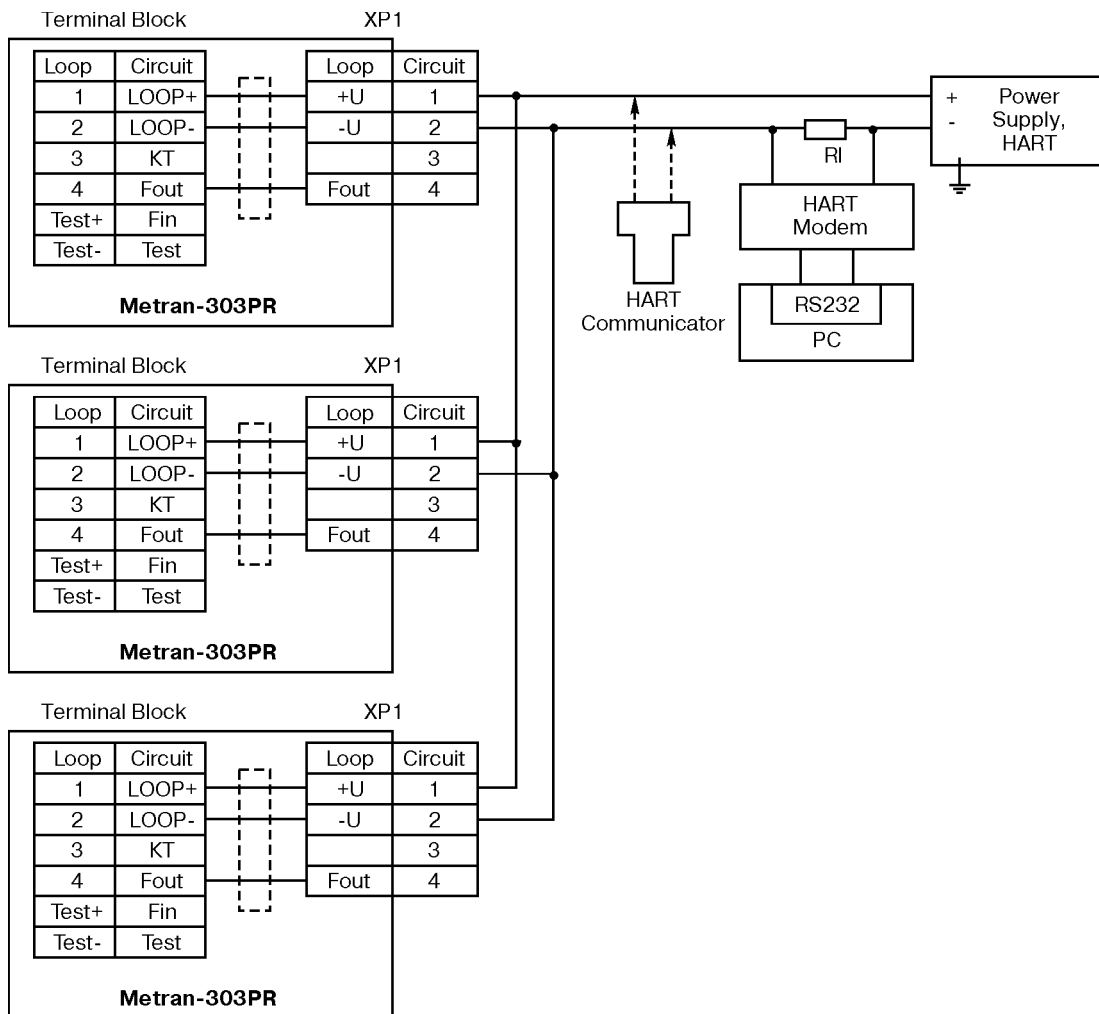 Terminal Block XP1
Loop Circuit Loop Circuit
1 LOOP+ +U 1
2 LOOP- -U 2
3 KT 3
4 Fout Fout 4
Test+ Fin
Test- Test
Metran-303PR
+ Power
- Supply,
HART
RI
HART
Modem
RS232
PC
HART
Communicator
Terminal Block XP1
Loop Circuit Loop Circuit
1 LOOP+ +U 1
2 LOOP- -U 2
3 KT 3
4 Fout Fout 4
Test+ Fin
Test- Test
Metran-303PR
Terminal Block XP1
Loop Circuit Loop Circuit
1 LOOP+ +U 1
2 LOOP- -U 2
3 KT 3
4 Fout Fout 4
Test+ Fin
Test- Test
Metran-303PR